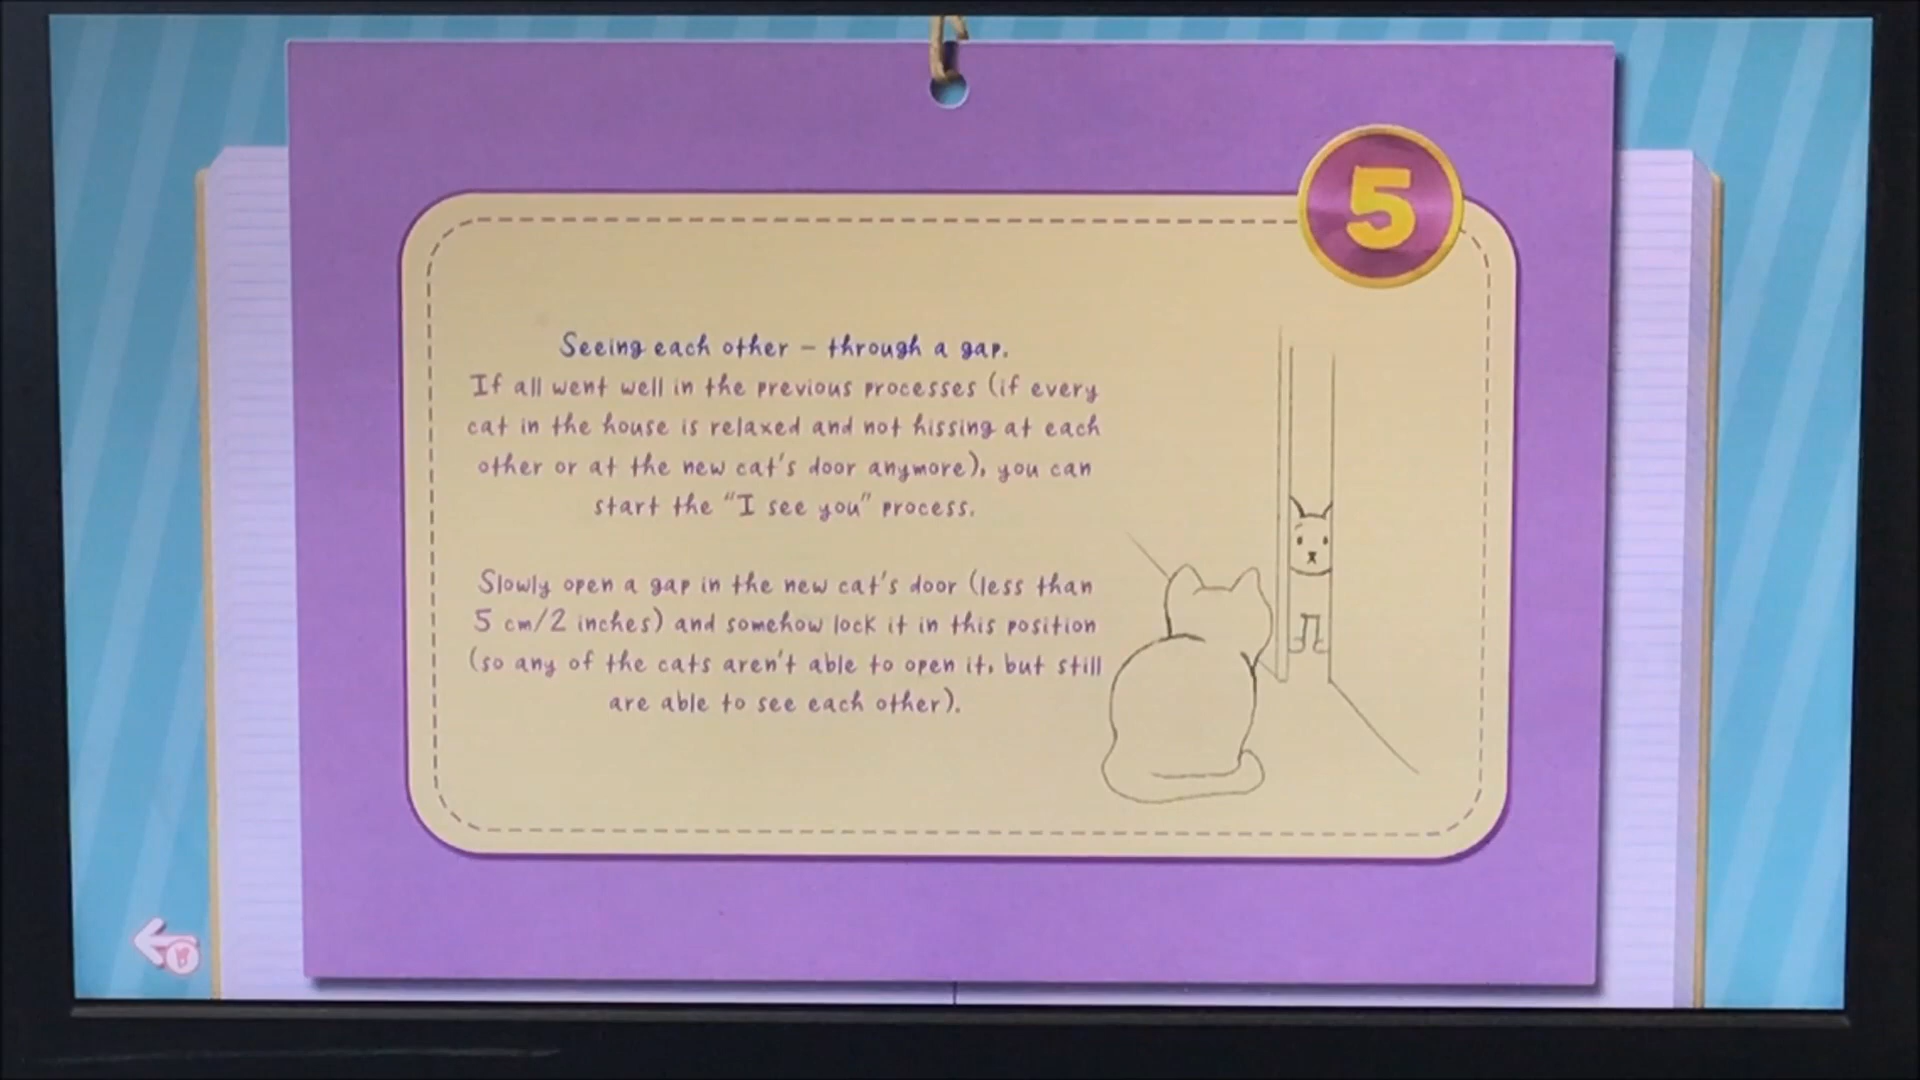 5
Seeing each other – through a gap.
If all went well in the previous processes (if every
cat in the house is relaxed and not hissing at each
other or at the new cat's door anymore), you can
start the "I see you" process.
Slowly open a gap in the new cat's door (less than
5 cm/2 inches) and somehow lock it in this position
(so any of the cats aren't able to open it, but still
are able to see each other).